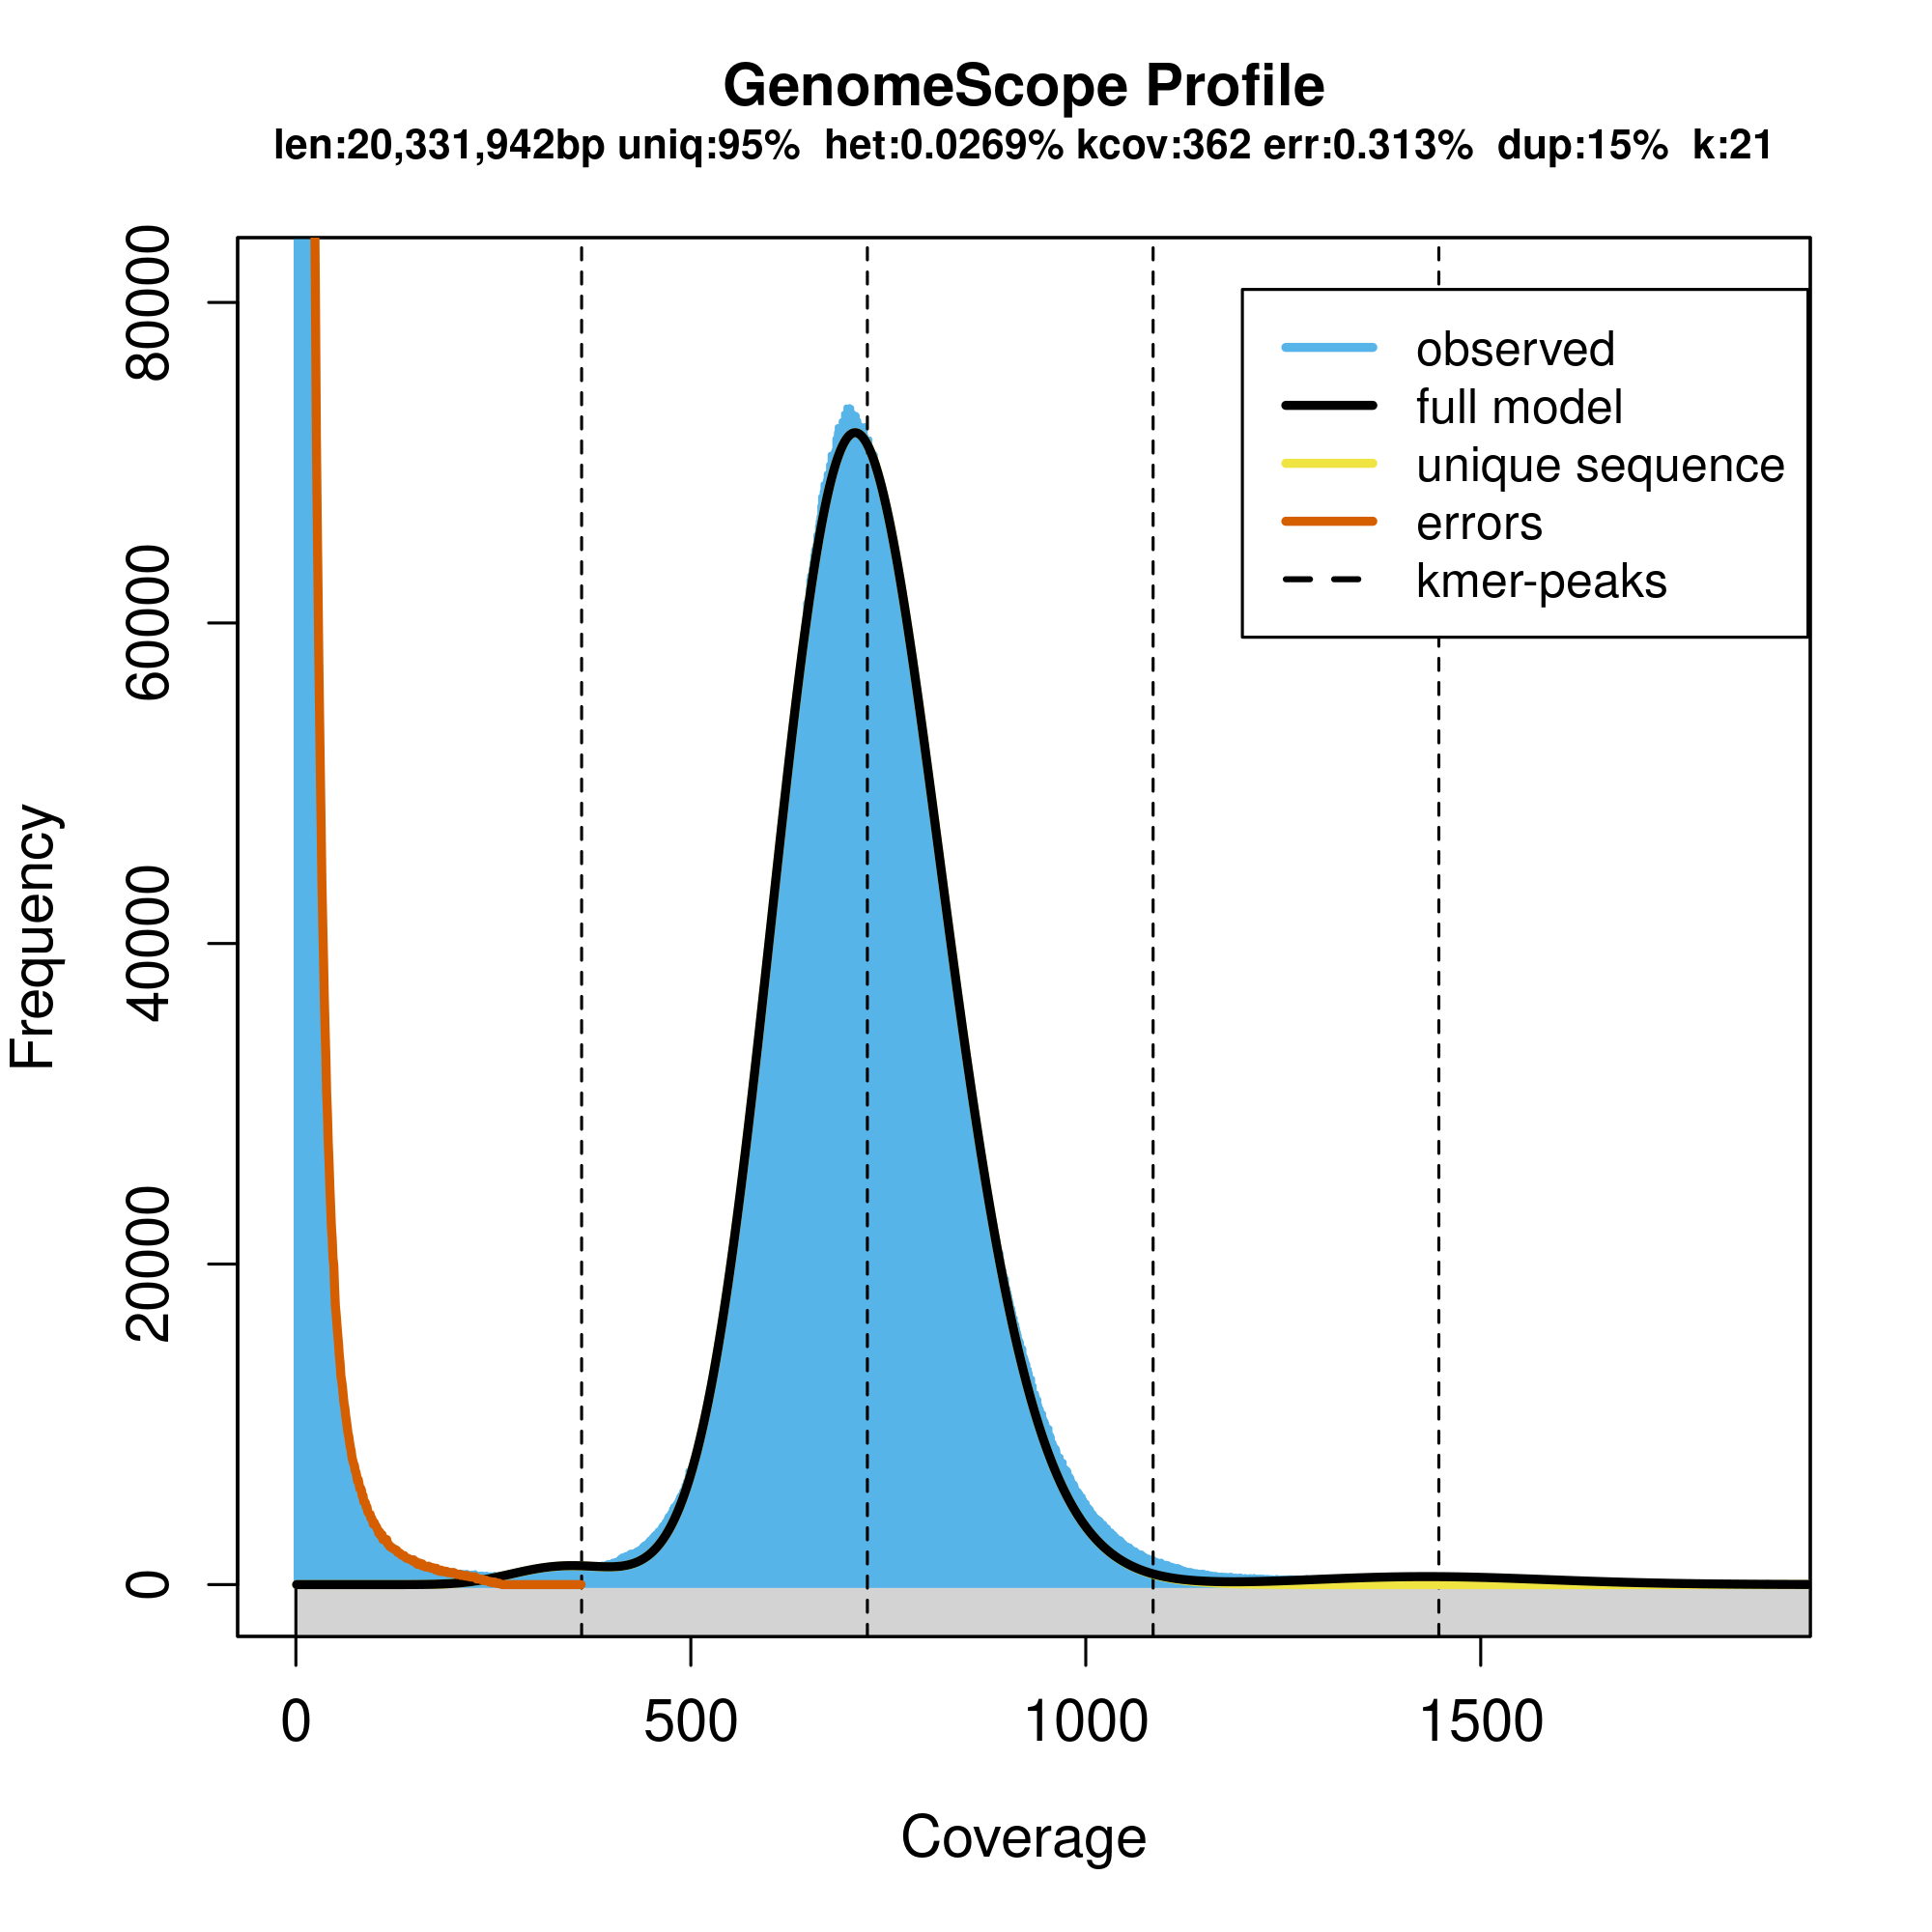 GenomeScope Profile
len:20,331,942bp uniq:95% het:0.0269% kcov:362 err:0.313% dup:15% k:21
80000
60000
40000
20000
0
Frequency
observed
full model
unique sequence
errors
kmer-peaks
0
500
1000
1500
Coverage